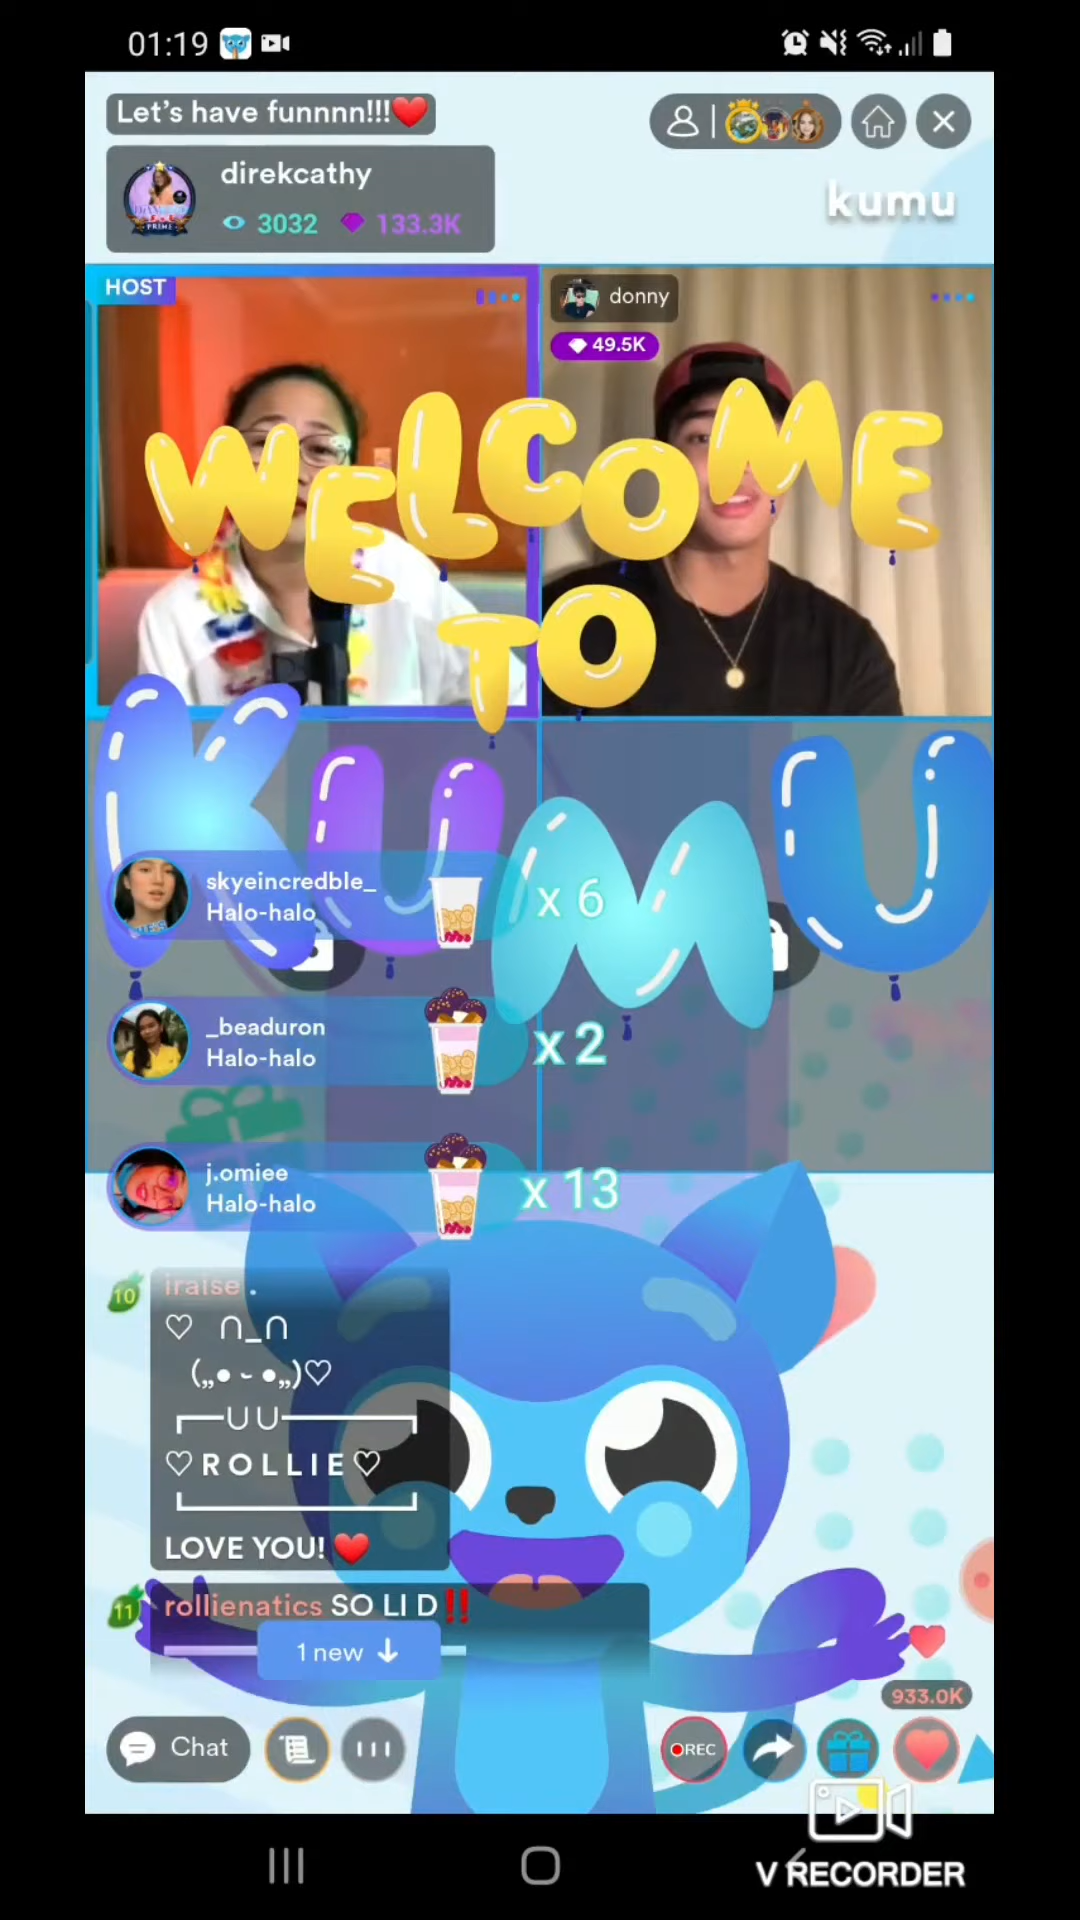 01:19
Let's have funnnn!!!❤️
direkcathy
3032 133.3K
kumu
HOST
donny
49.5K
WELCOME
TO
KUMU
skyeincredble_
Halo-halo
x 6
_beaduron
Halo-halo
x 2
j.omiee
Halo-halo
x 13
10 iraise .
♡ ∩_∩
(„• ֊ •„)♡
┏━∪∪━━━━┓
♡ R O L L I E ♡
┗━━━━━━━┛
LOVE YOU! ❤️
11 rollienatics SO LI D‼️
1 new ↓
933.0K
Chat
REC
V RECORDER